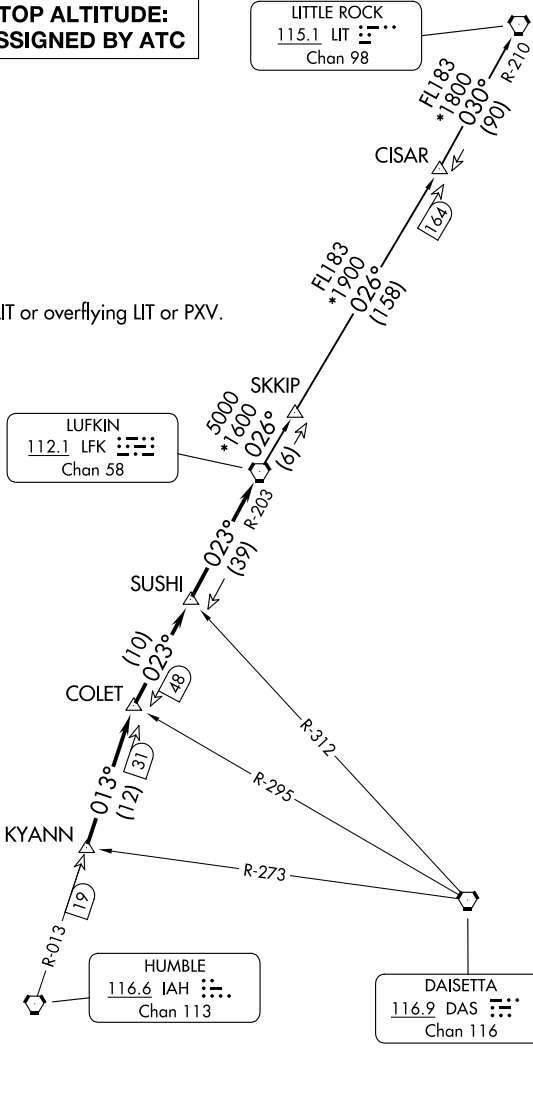 TOP ALTITUDE:
SSIGNED BY ATC
LITTLE ROCK
115.1 LIT
Chan 98
R-210
FL183
*1800
030°
(90)
CISAR
164
FL183
*1900
026°
(158)
IT or overflying LIT or PXV.
SKKIP
5000
*1600
026°
(6)
LUFKIN
112.1 LFK
Chan 58
R-203
023°
(39)
SUSHI
(10)
023°
COLET
48
R-312
31
013°
(12)
R-295
KYANN
R-273
19
R-013
HUMBLE
116.6 IAH
Chan 113
DAISETTA
116.9 DAS
Chan 116